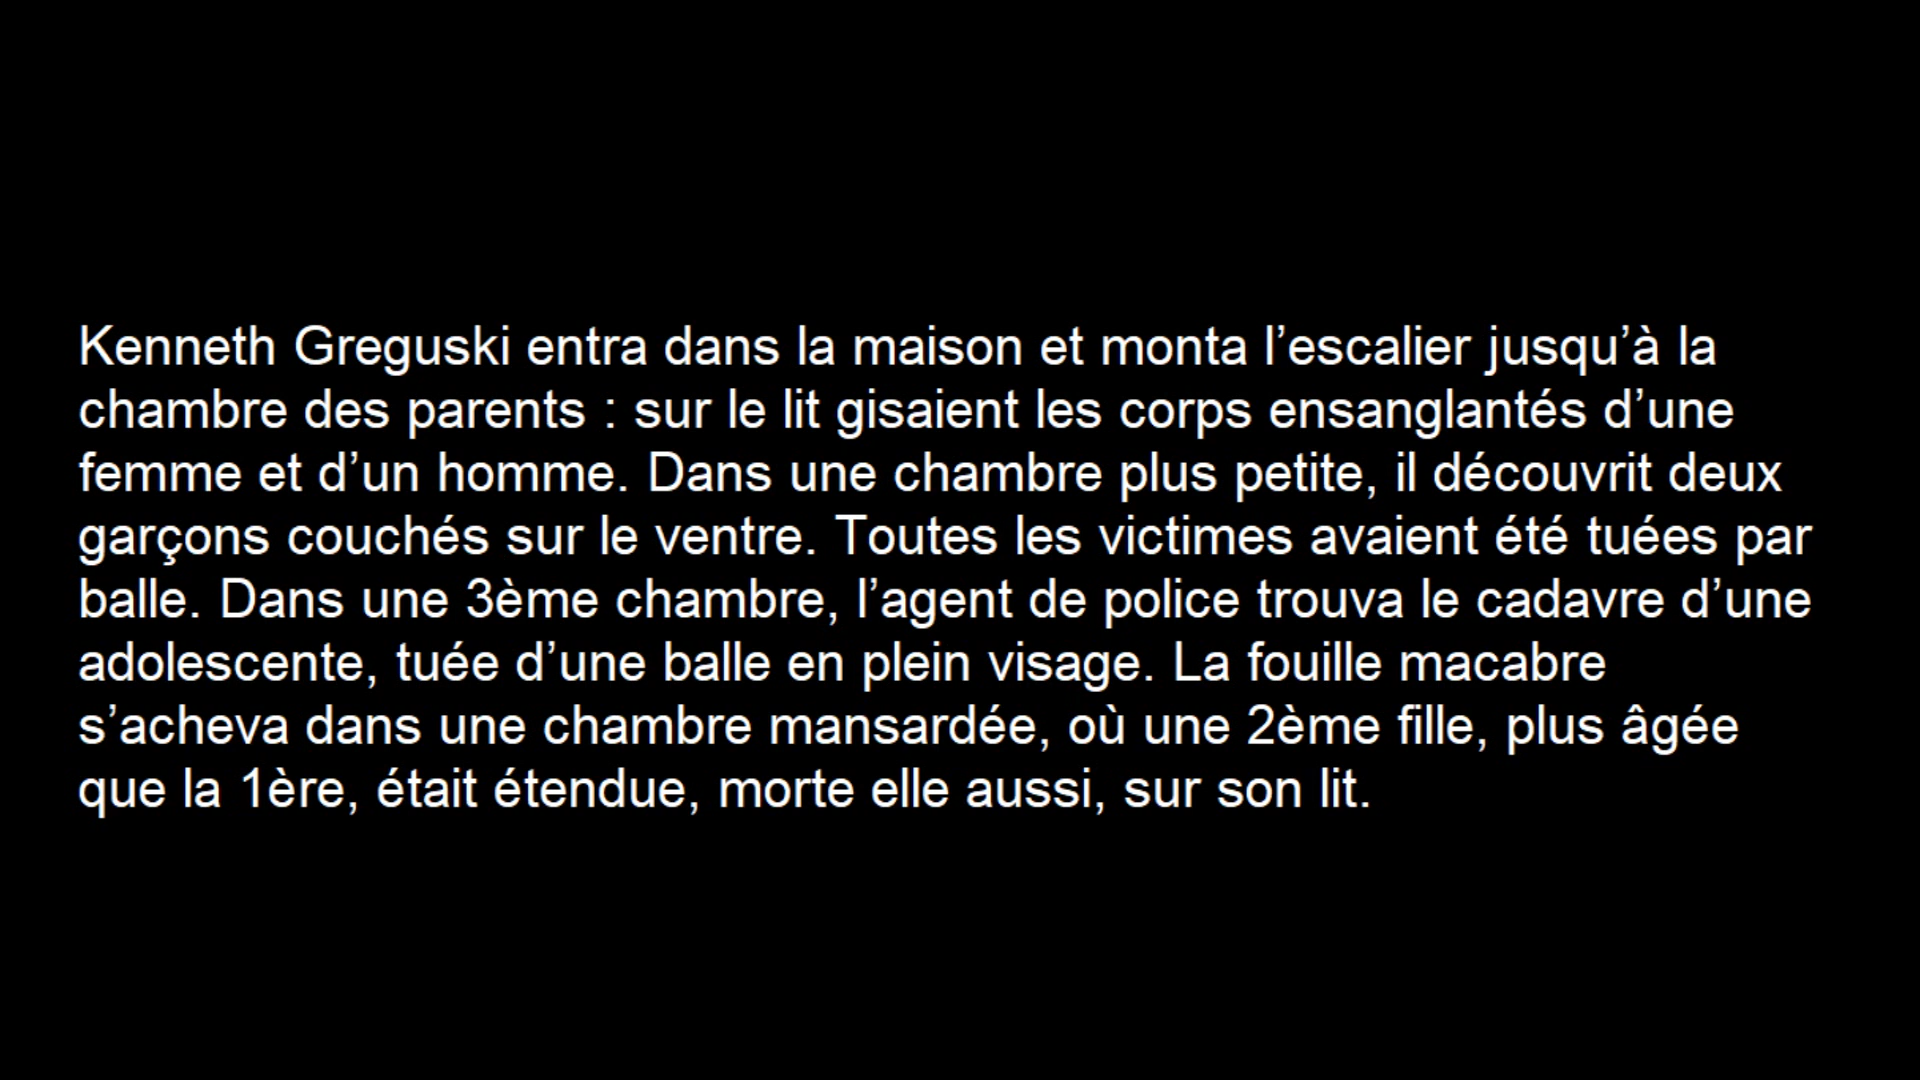 Kenneth Greguski entra dans la maison et monta l’escalier jusqu’à la
chambre des parents : sur le lit gisaient les corps ensanglantés d’une
femme et d’un homme. Dans une chambre plus petite, il découvrit deux
garçons couchés sur le ventre. Toutes les victimes avaient été tuées par
balle. Dans une 3ème chambre, l’agent de police trouva le cadavre d’une
adolescente, tuée d’une balle en plein visage. La fouille macabre
s’acheva dans une chambre mansardée, où une 2ème fille, plus âgée
que la 1ère, était étendue, morte elle aussi, sur son lit.